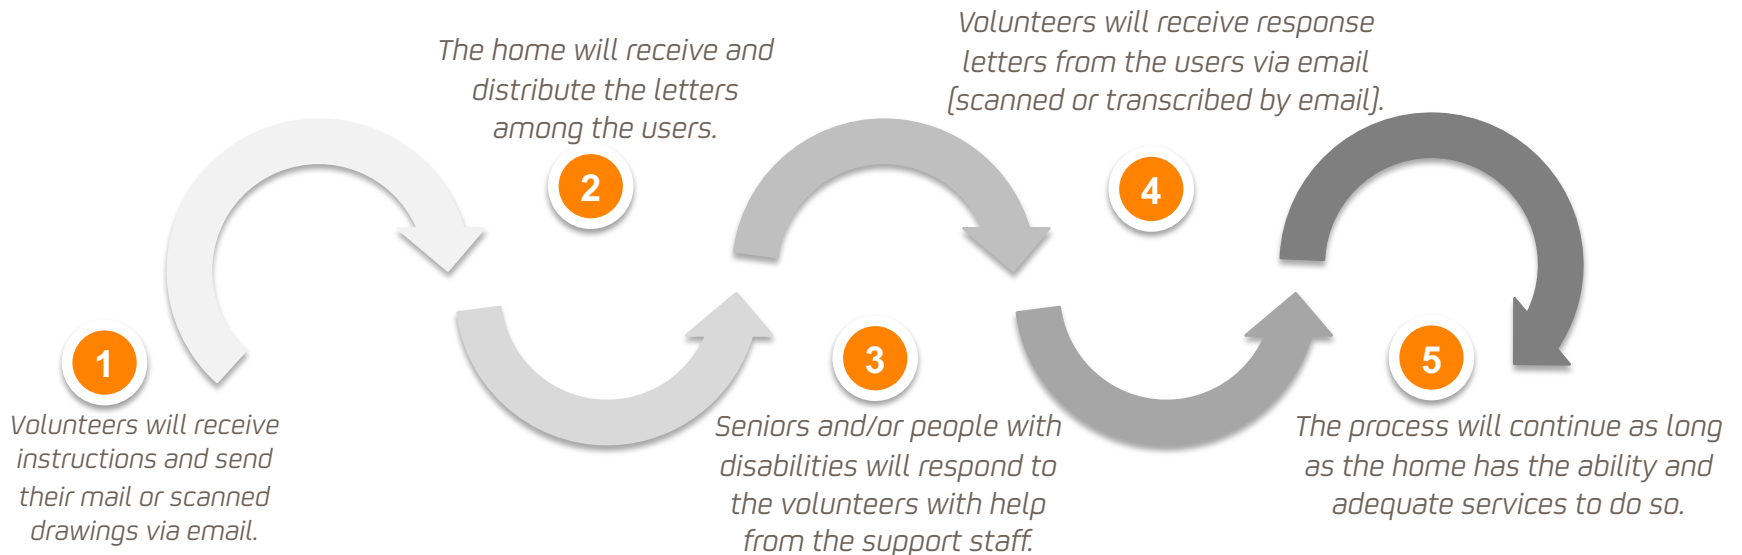 1
Volunteers will receive
instructions and send
their mail or scanned
drawings via email.
The home will receive and
distribute the letters
among the users.
2
3
Seniors and/or people with
disabilities will respond to
the volunteers with help
from the support staff.
Volunteers will receive response
letters from the users via email
(scanned or transcribed by email).
4
5
The process will continue as long
as the home has the ability and
adequate services to do so.